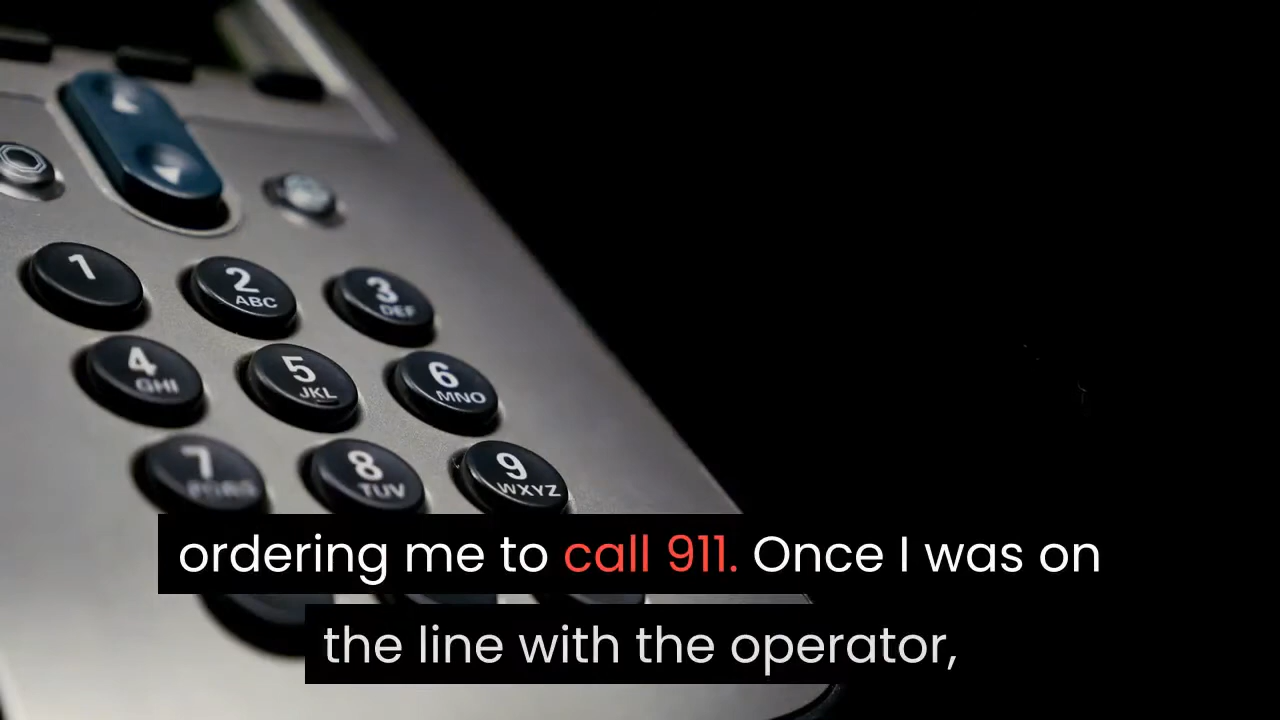 1
2
ABC
3
DEF
4
GHI
5
JKL
6
MNO
7
8
TUV
9
WXYZ
ordering me to call 911. Once I was on
the line with the operator,